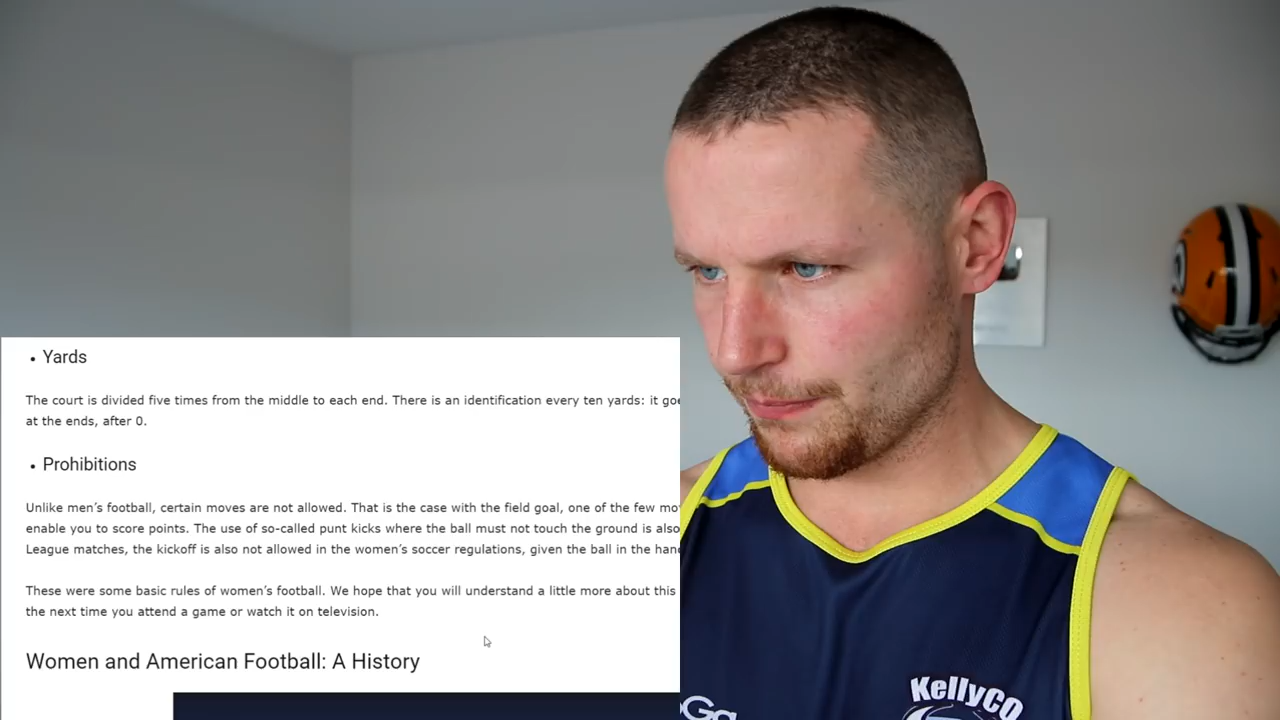 Yards
The court is divided five times from the middle to each end. There is an identification every ten yards: it
at the ends, after 0.
Prohibitions
Unlike men's football, certain moves are not allowed. That is the case with the field goal, one of the few
enable you to score points. The use of so-called punt kicks where the ball must not touch the ground is also
League matches, the kickoff is also not allowed in the women's soccer regulations, given the ball in the
These were some basic rules of women's football. We hope that you will understand a little more about this
the next time you attend a game or watch it on television.
Women and American Football: A History
KellyCo